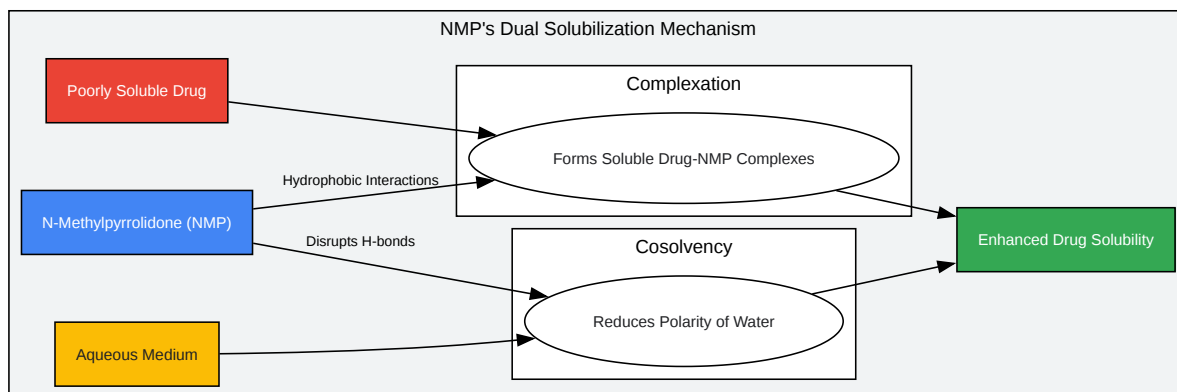 NMP's Dual Solubilization Mechanism
Poorly Soluble Drug
Complexation
Forms Soluble Drug-NMP Complexes
Hydrophobic Interactions
N-Methylpyrrolidone (NMP)
Disrupts H-bonds
Enhanced Drug Solubility
Cosolvency
Reduces Polarity of Water
Aqueous Medium